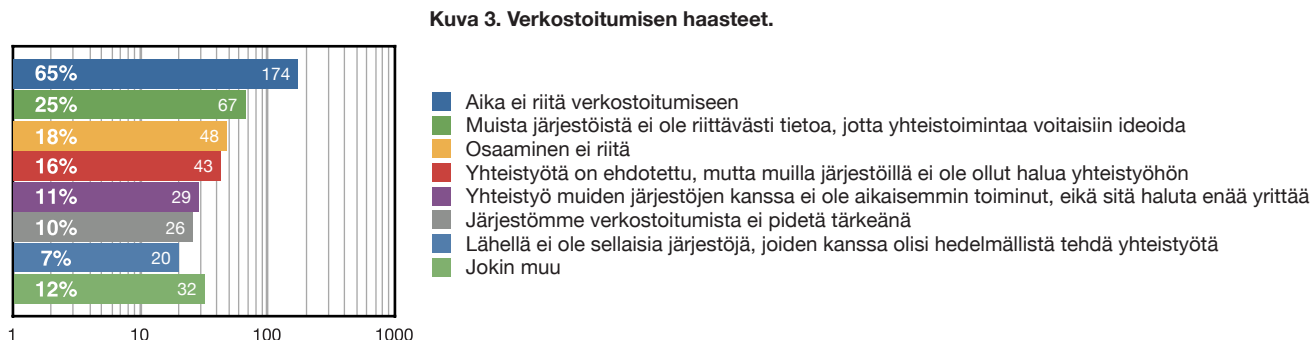 Kuva 3. Verkostoitumisen haasteet.
65% 174
25% 67
18% 48
16% 43
11% 29
10% 26
7% 20
12% 32
1 10 100 1000
Aika ei riitä verkostoitumiseen
Muista järjestöistä ei ole riittävästi tietoa, jotta yhteistoimintaa voitaisiin ideoida
Osaaminen ei riitä
Yhteistyötä on ehdotettu, mutta muilla järjestöillä ei ole ollut halua yhteistyöhön
Yhteistyö muiden järjestöjen kanssa ei ole aikaisemmin toiminut, eikä sitä haluta enää yrittää
Järjestömme verkostoitumista ei pidetä tärkeänä
Lähellä ei ole sellaisia järjestöjä, joiden kanssa olisi hedelmällistä tehdä yhteistyötä
Jokin muu